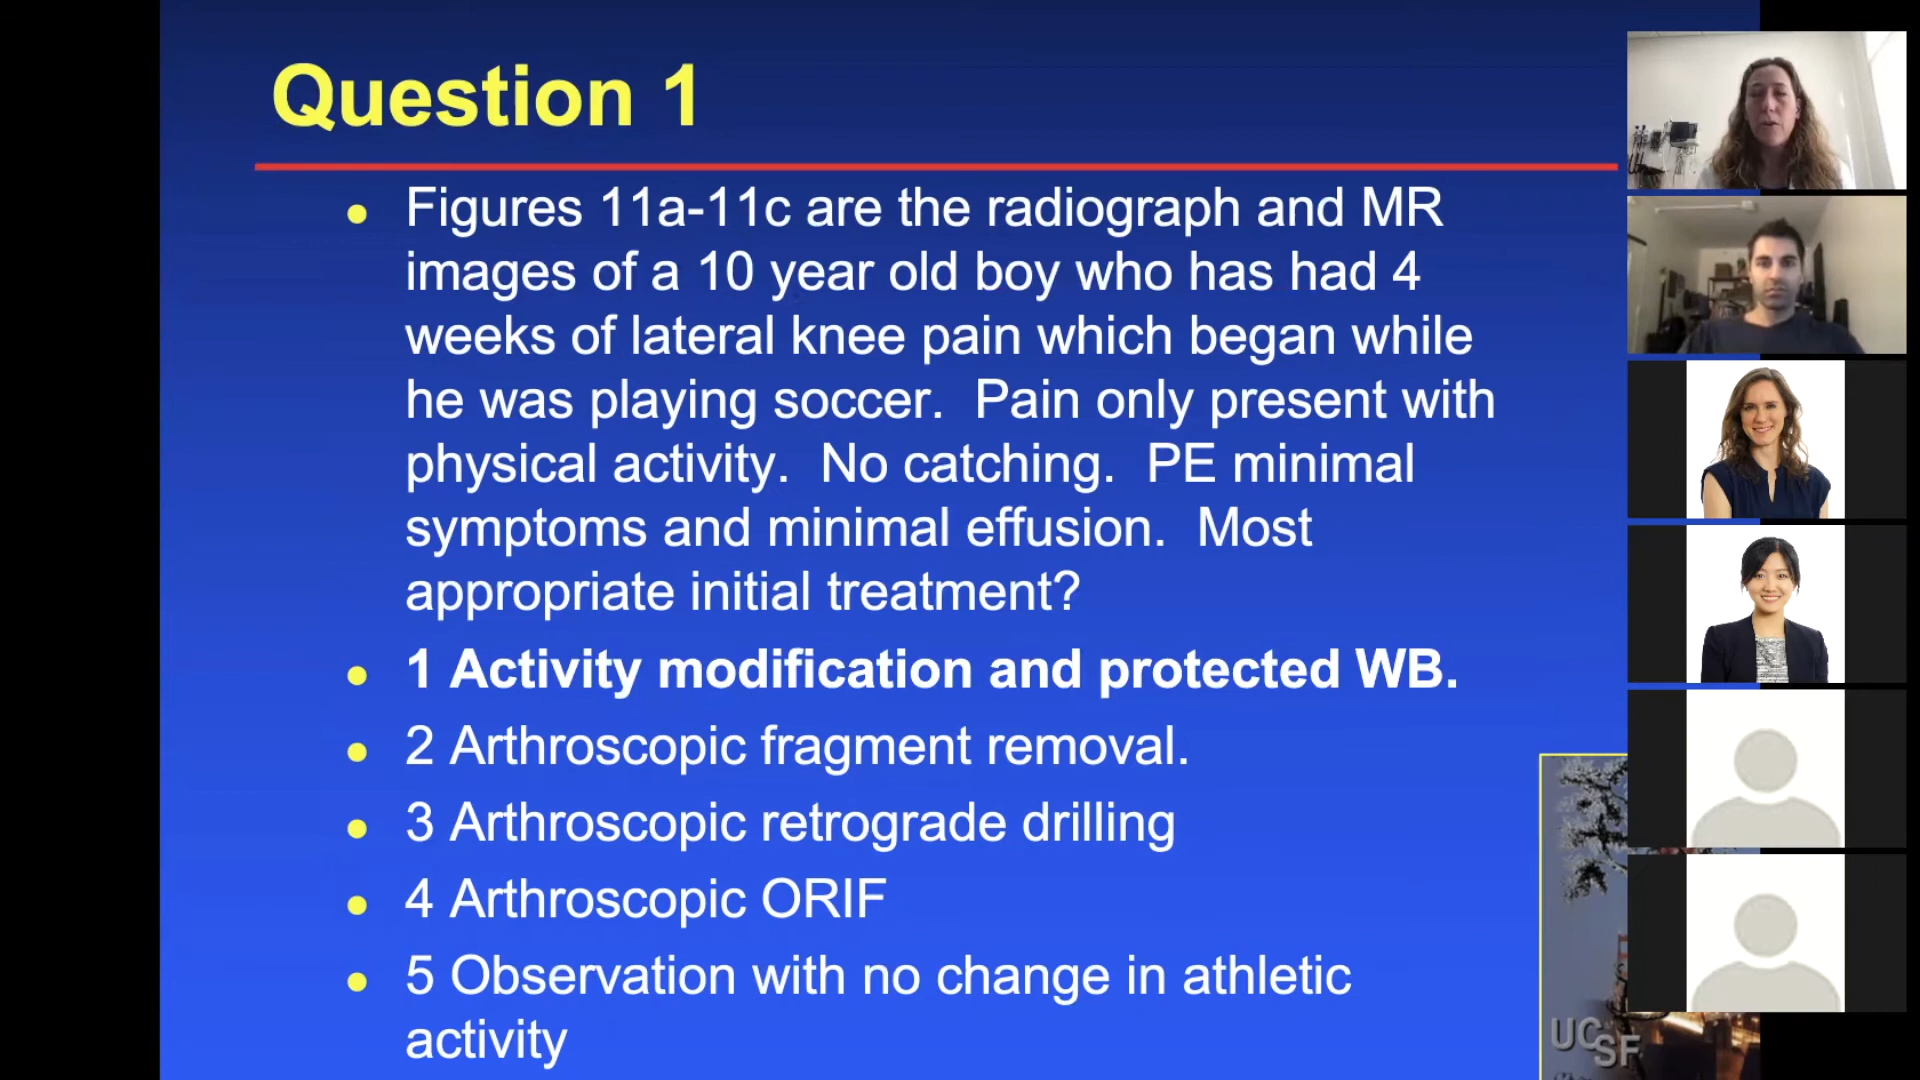 Question 1
Figures 11a-11c are the radiograph and MR
images of a 10 year old boy who has had 4
weeks of lateral knee pain which began while
he was playing soccer.  Pain only present with
physical activity.  No catching.  PE minimal
symptoms and minimal effusion.  Most
appropriate initial treatment?
1 Activity modification and protected WB.
2 Arthroscopic fragment removal.
3 Arthroscopic retrograde drilling
4 Arthroscopic ORIF
5 Observation with no change in athletic
activity
UCSF